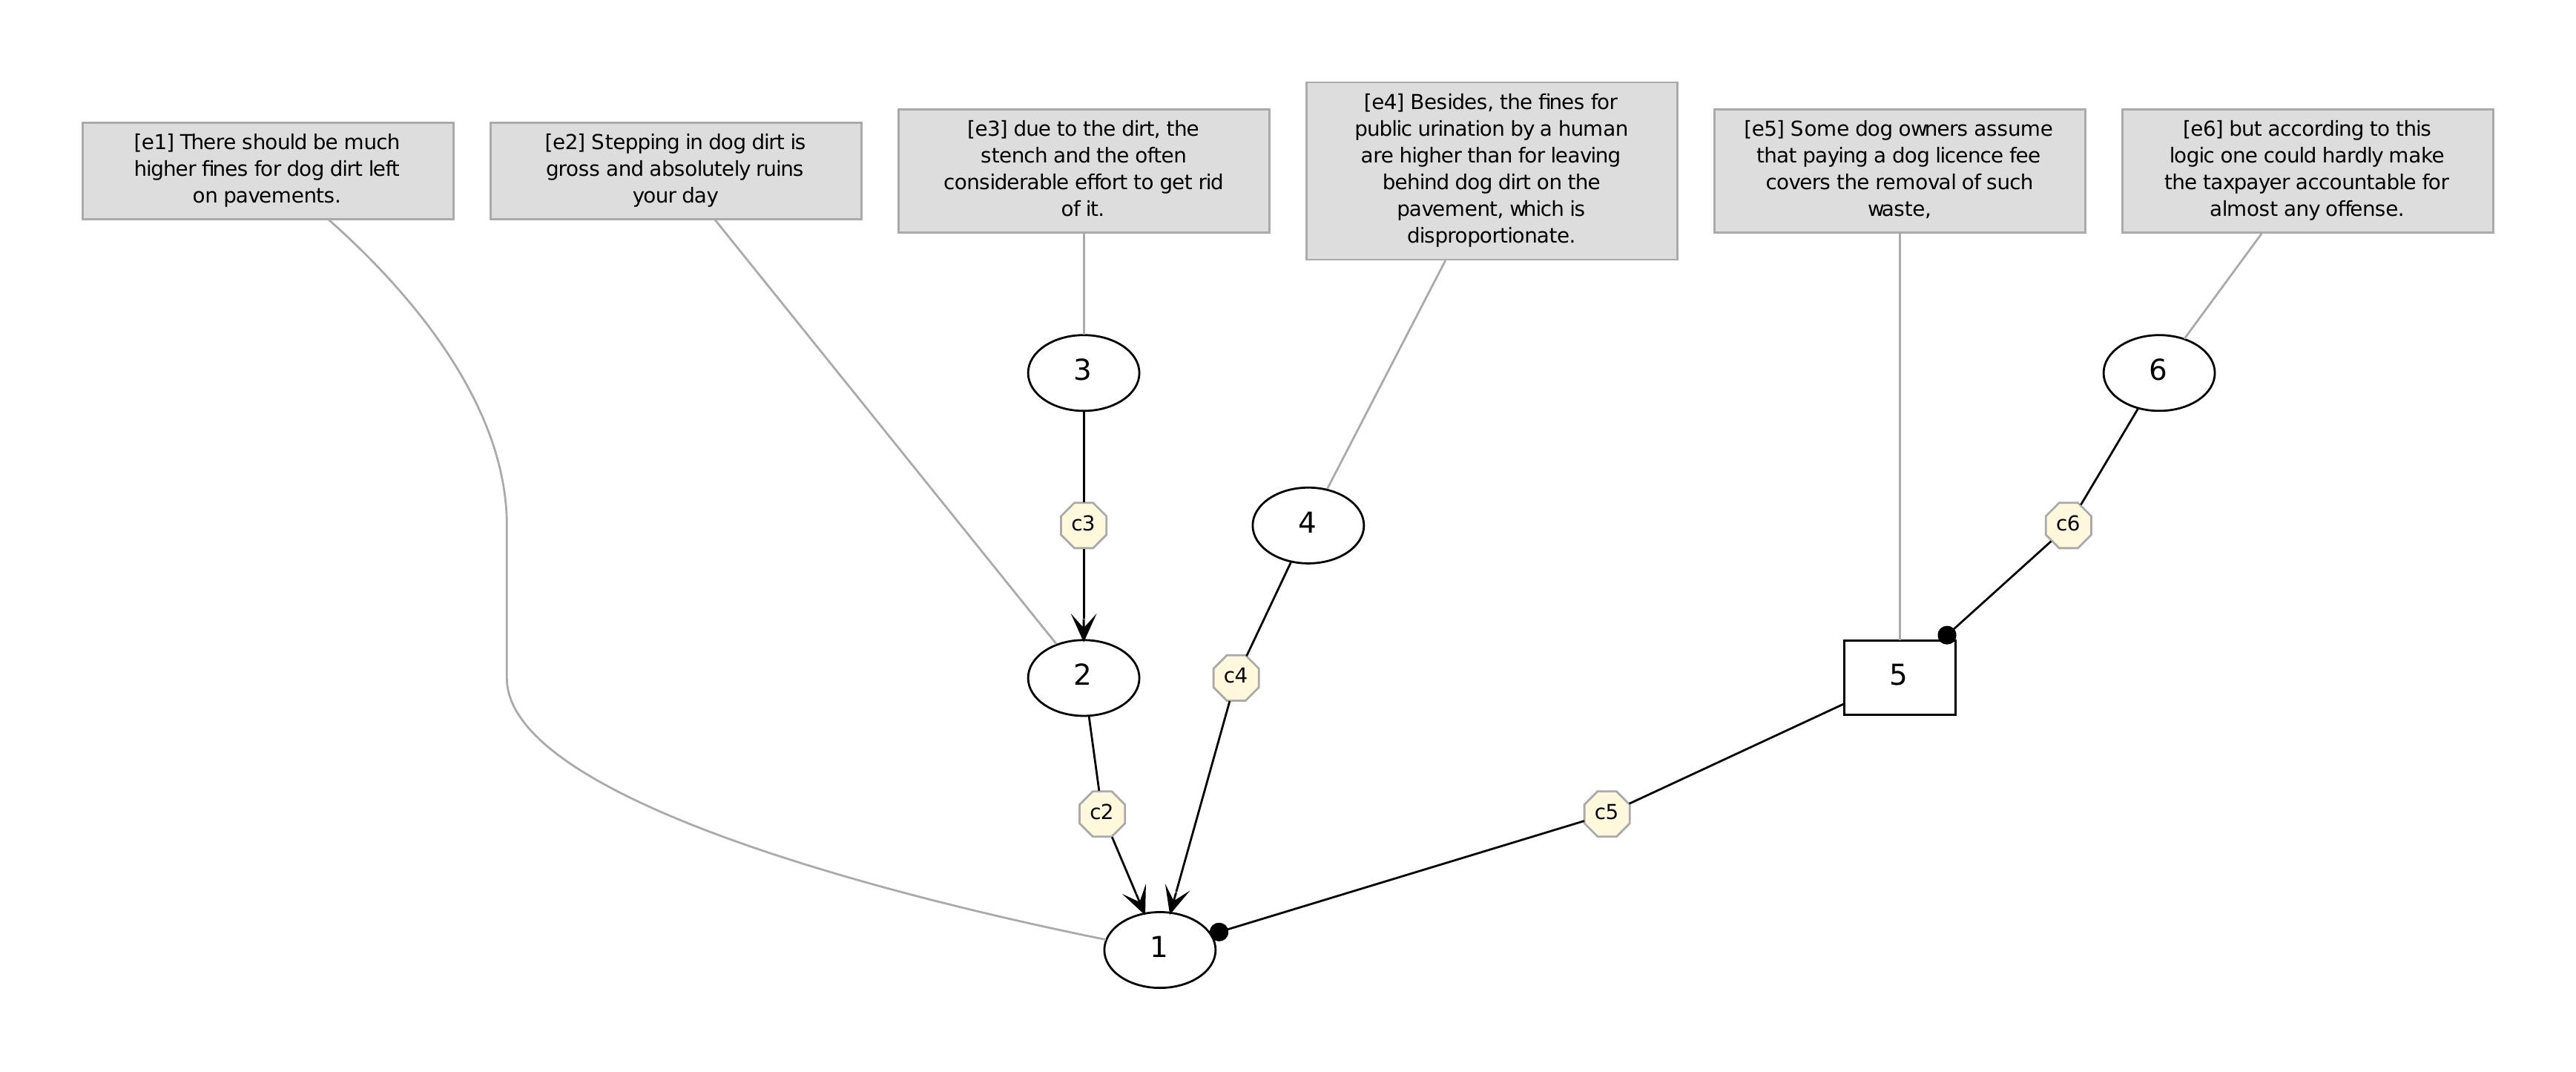 [e1] There should be much
higher fines for dog dirt left
on pavements.
[e2] Stepping in dog dirt is
gross and absolutely ruins
your day
[e3] due to the dirt, the
stench and the often
considerable effort to get rid
of it.
[e4] Besides, the fines for
public urination by a human
are higher than for leaving
behind dog dirt on the
pavement, which is
disproportionate.
[e5] Some dog owners assume
that paying a dog licence fee
covers the removal of such
waste,
[e6] but according to this
logic one could hardly make
the taxpayer accountable for
almost any offense.
3
6
c3
4
c6
2
c4
5
c2
c5
1